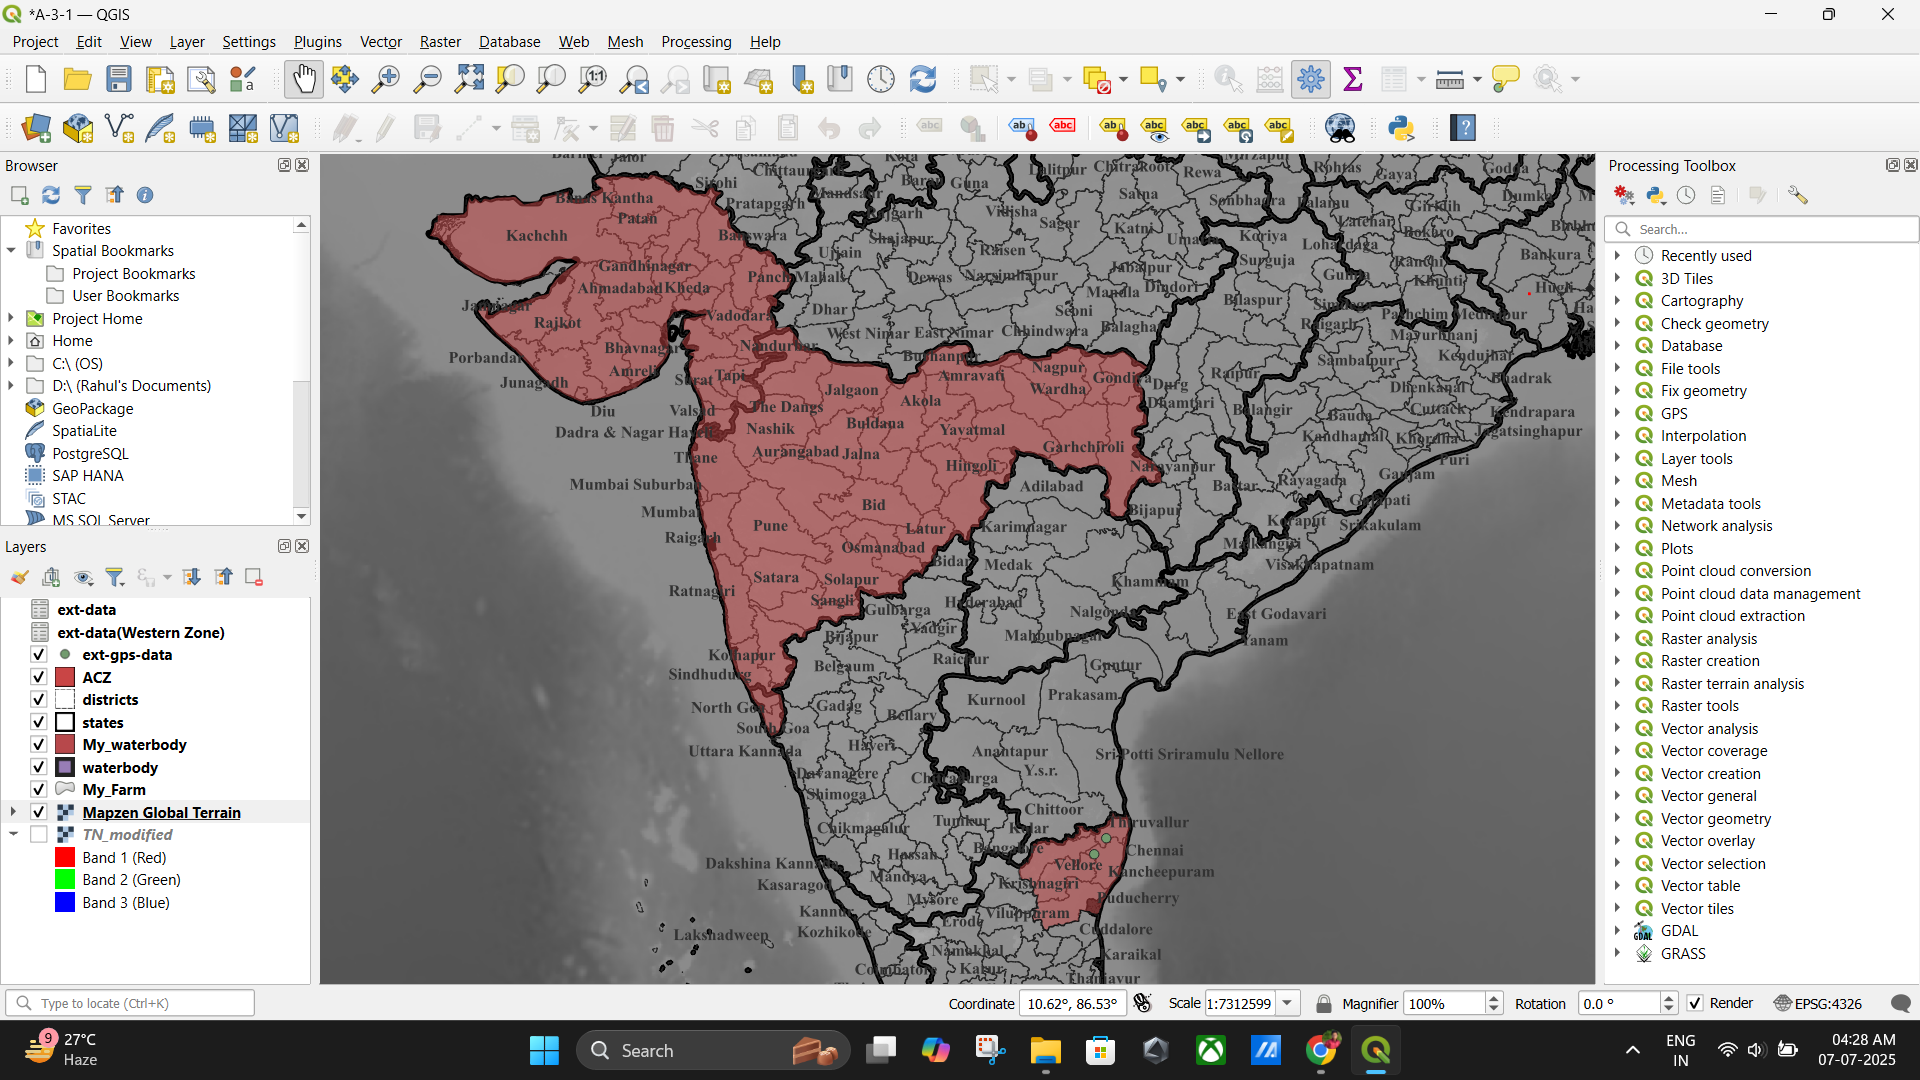 *A-3-1 — QGIS
Project Edit View Layer Settings Plugins Vector Raster Database Web Mesh Processing Help
Browser
Favorites
Spatial Bookmarks
Project Bookmarks
User Bookmarks
Project Home
Home
C:\ (OS)
D:\ (Rahul's Documents)
GeoPackage
SpatiaLite
PostgreSQL
SAP HANA
STAC
MS SQL Server
Layers
ext-data
ext-data(Western Zone)
ext-gps-data
ACZ
districts
states
My_waterbody
waterbody
My_Farm
Mapzen Global Terrain
TN_modified
Band 1 (Red)
Band 2 (Green)
Band 3 (Blue)
Jalor Chittaurgarh Kota Lalitpur Chitrakoot Mirzapur Rohtas Godda
Sirohi Baran Guna Satna Rewa Gaya Dumka
Banas Kantha Mandsaur Sonbhadra Palamu Giridih
Patan Pratapgarh Rajgarh Vidisha Sagar Katni Latehar Bokaro
Kachchh Banswara Shajapur Umaria Koriya Lohardaga
Gandhinagar Ujjain Raisen Jabalpur Surguja Ranchi Bankura
Ahmadabad Kheda Panch Mahals Dewas Narsimhapur Mandla Dindori Gumla Khunti Hugli
Jamnagar Vadodara Dhar Seoni Bilaspur Simdega
Rajkot West Nimar East Nimar Chhindwara Balaghat Raigarh Pashchim Medinipur
Porbandar Bhavnagar Nandurbar Burhanpur Mayurbhanj
Junagadh Amreli Surat Tapi Amravati Nagpur Sambalpur Kendujhar
Jalgaon Akola Wardha Gondiya Durg Raipur Dhenkanal Bhadrak
Diu Valsad The Dangs Dhamtari Balangir Bauda Cuttack Kendrapara
Dadra & Nagar Haveli Nashik Buldana Yavatmal Kandhamal Khordha Jagatsinghapur
Thane Aurangabad Jalna Hingoli Garhchiroli Narayanpur Puri
Mumbai Suburban Adilabad Bastar Rayagada Ganjam
Mumbai Bid Bijapur Gajapati
Raigarh Pune Latur Karimnagar Koraput Srikakulam
Osmanabad Bidar Medak Malkangiri
Satara Solapur Khammam Visakhapatnam
Ratnagiri Sangli Gulbarga Hyderabad Nalgonda East Godavari
Bijapur Yadgir Mahbubnagar Yanam
Kolhapur Belgaum Raichur Guntur
Sindhudurg Kurnool Prakasam
North Goa Gadag Bellary
South Goa
Uttara Kannada Haveri Anantapur Sri Potti Sriramulu Nellore
Davanagere Chitradurga Y.s.r.
Shimoga Chittoor
Chikmagalur Tumkur Kolar Thiruvallur
Dakshina Kannada Hassan Bangalore Vellore Chennai
Kasaragod Mandya Krishnagiri Kancheepuram
Kannur Mysore Viluppuram Puducherry
Lakshadweep Kozhikode Erode Cuddalore
Namakkal Karaikal
Coimbatore Karur Thanjavur
Processing Toolbox
Search...
Recently used
3D Tiles
Cartography
Check geometry
Database
File tools
Fix geometry
GPS
Interpolation
Layer tools
Mesh
Metadata tools
Network analysis
Plots
Point cloud conversion
Point cloud data management
Point cloud extraction
Raster analysis
Raster creation
Raster terrain analysis
Raster tools
Vector analysis
Vector coverage
Vector creation
Vector general
Vector geometry
Vector overlay
Vector selection
Vector table
Vector tiles
GDAL
GRASS
Type to locate (Ctrl+K) Coordinate 10.62°, 86.53° Scale 1:7312599 Magnifier 100% Rotation 0.0 ° Render EPSG:4326
9 27°C
Haze
Search
ENG
IN
04:28 AM
07-07-2025